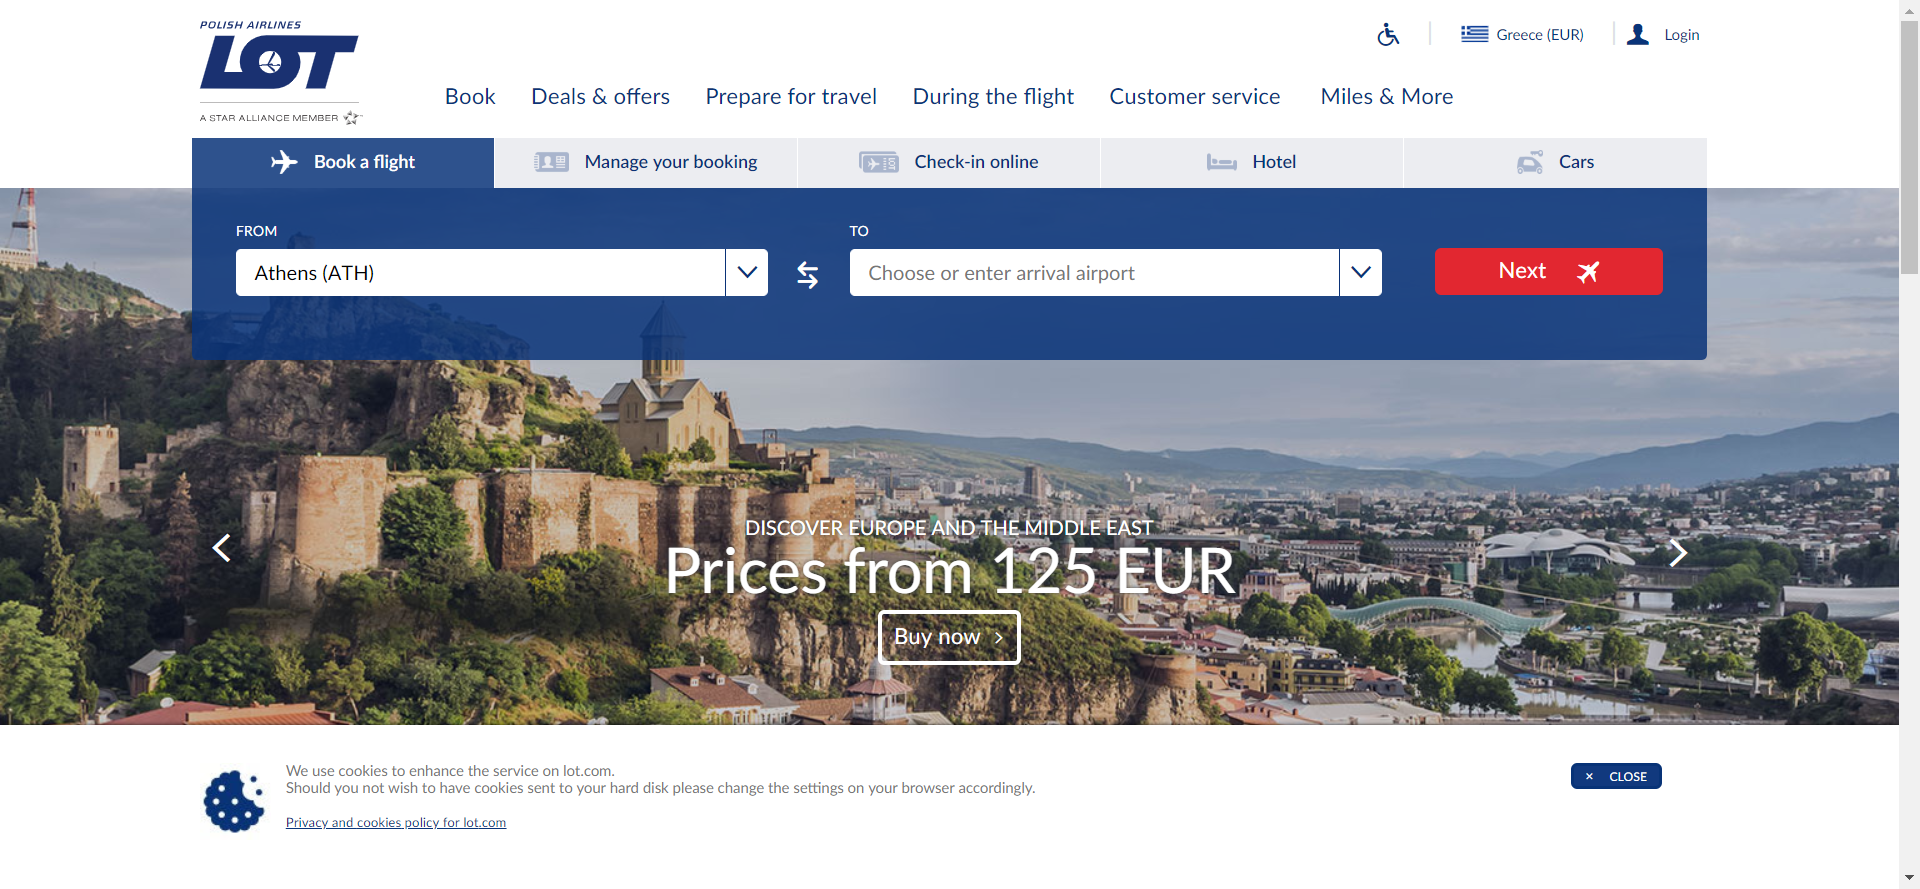 POLISH AIRLINES
LOT
A STAR ALLIANCE MEMBER
Greece (EUR)
Login
Book
Deals & offers
Prepare for travel
During the flight
Customer service
Miles & More
Book a flight
Manage your booking
Check-in online
Hotel
Cars
FROM
TO
Athens (ATH)
Choose or enter arrival airport
Next
DISCOVER EUROPE AND THE MIDDLE EAST
Prices from 125 EUR
Buy now
We use cookies to enhance the service on lot.com.
Should you not wish to have cookies sent to your hard disk please change the settings on your browser accordingly.
Privacy and cookies policy for lot.com
× CLOSE